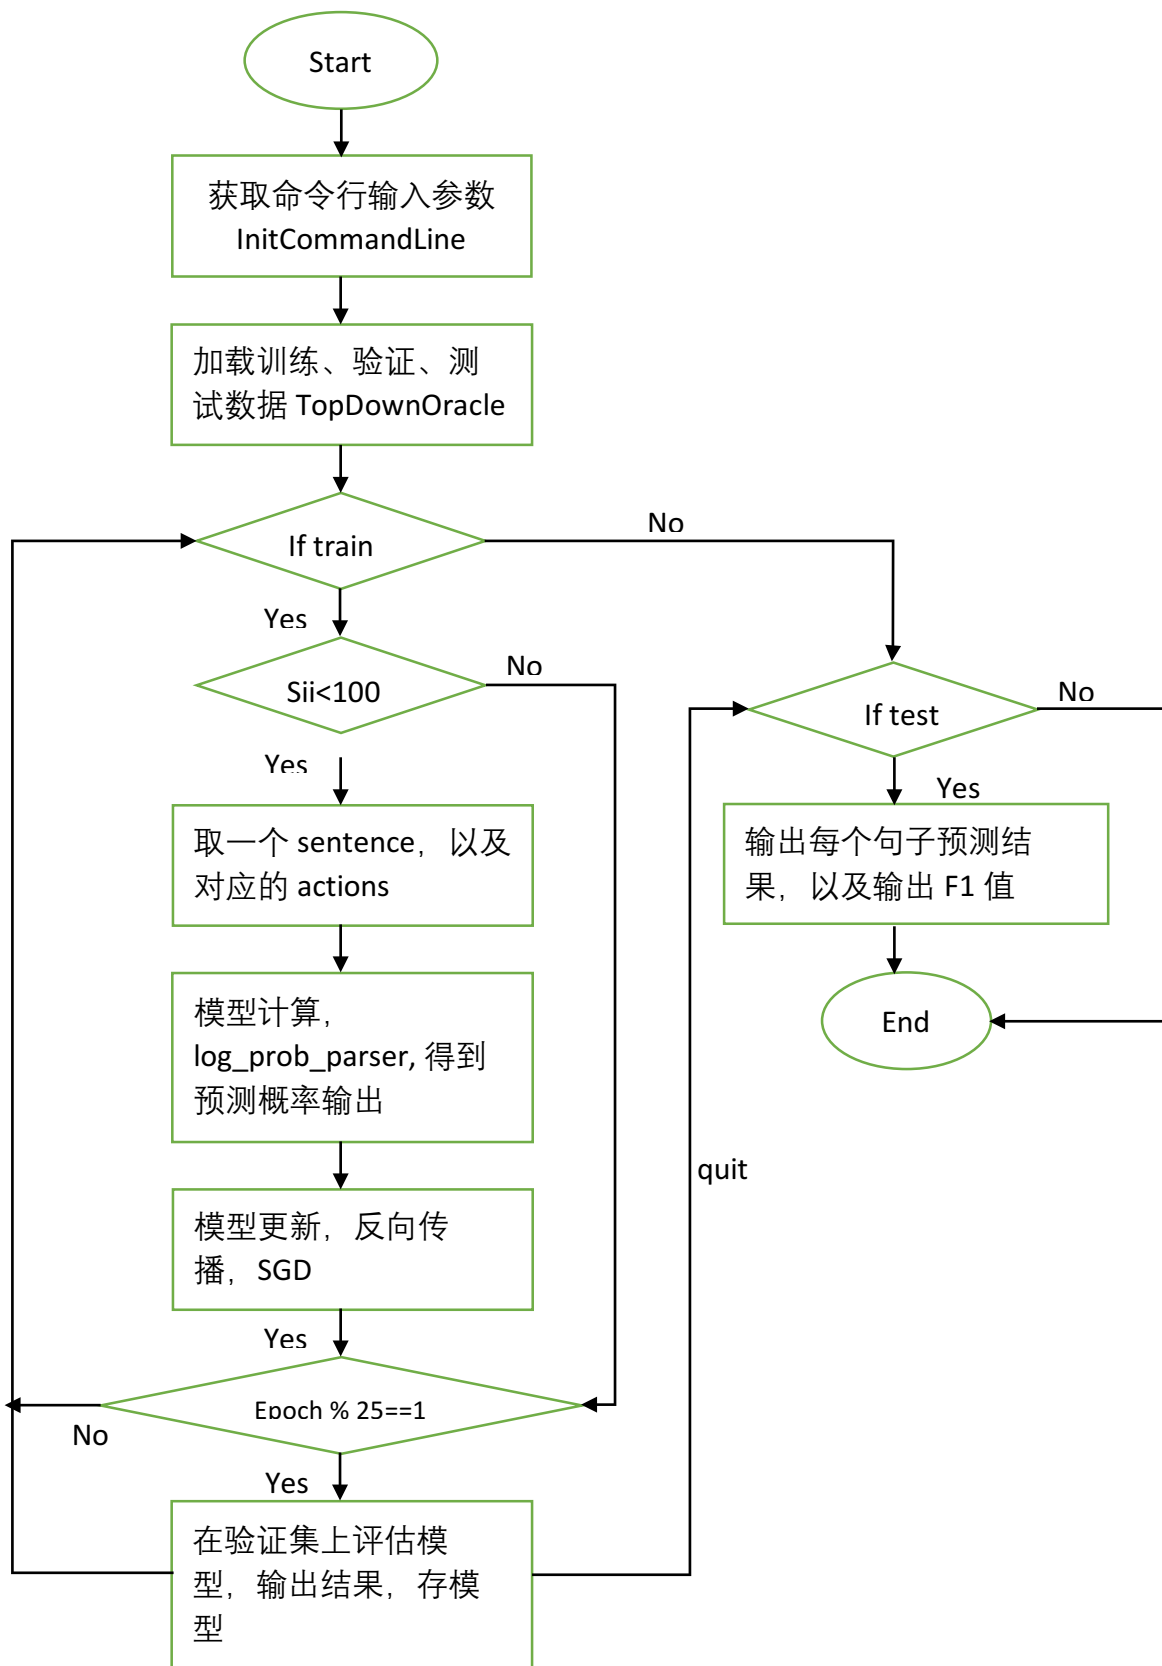 Start
获取命令行输入参数
InitCommandLine
加载训练、验证、测
试数据 TopDownOracle
If train
No
Yes
Sii<100
No
If test
No
Yes
Yes
取一个 sentence，以及
对应的 actions
输出每个句子预测结
果，以及输出 F1 值
模型计算，
log_prob_parser, 得到
预测概率输出
End
quit
模型更新，反向传
播，SGD
Yes
Epoch % 25==1
No
Yes
在验证集上评估模
型，输出结果，存模
型